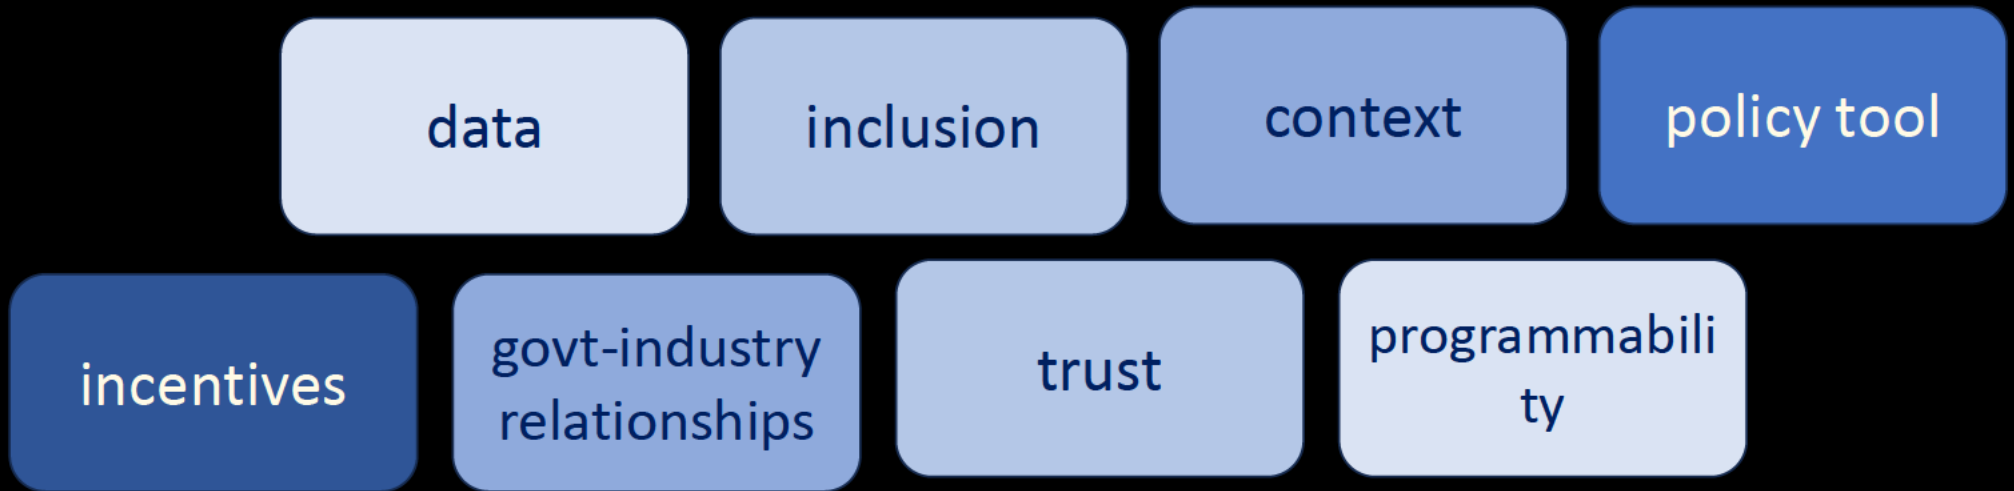 data
inclusion
context
policy tool
incentives
govt-industry
relationships
trust
programmabili
ty